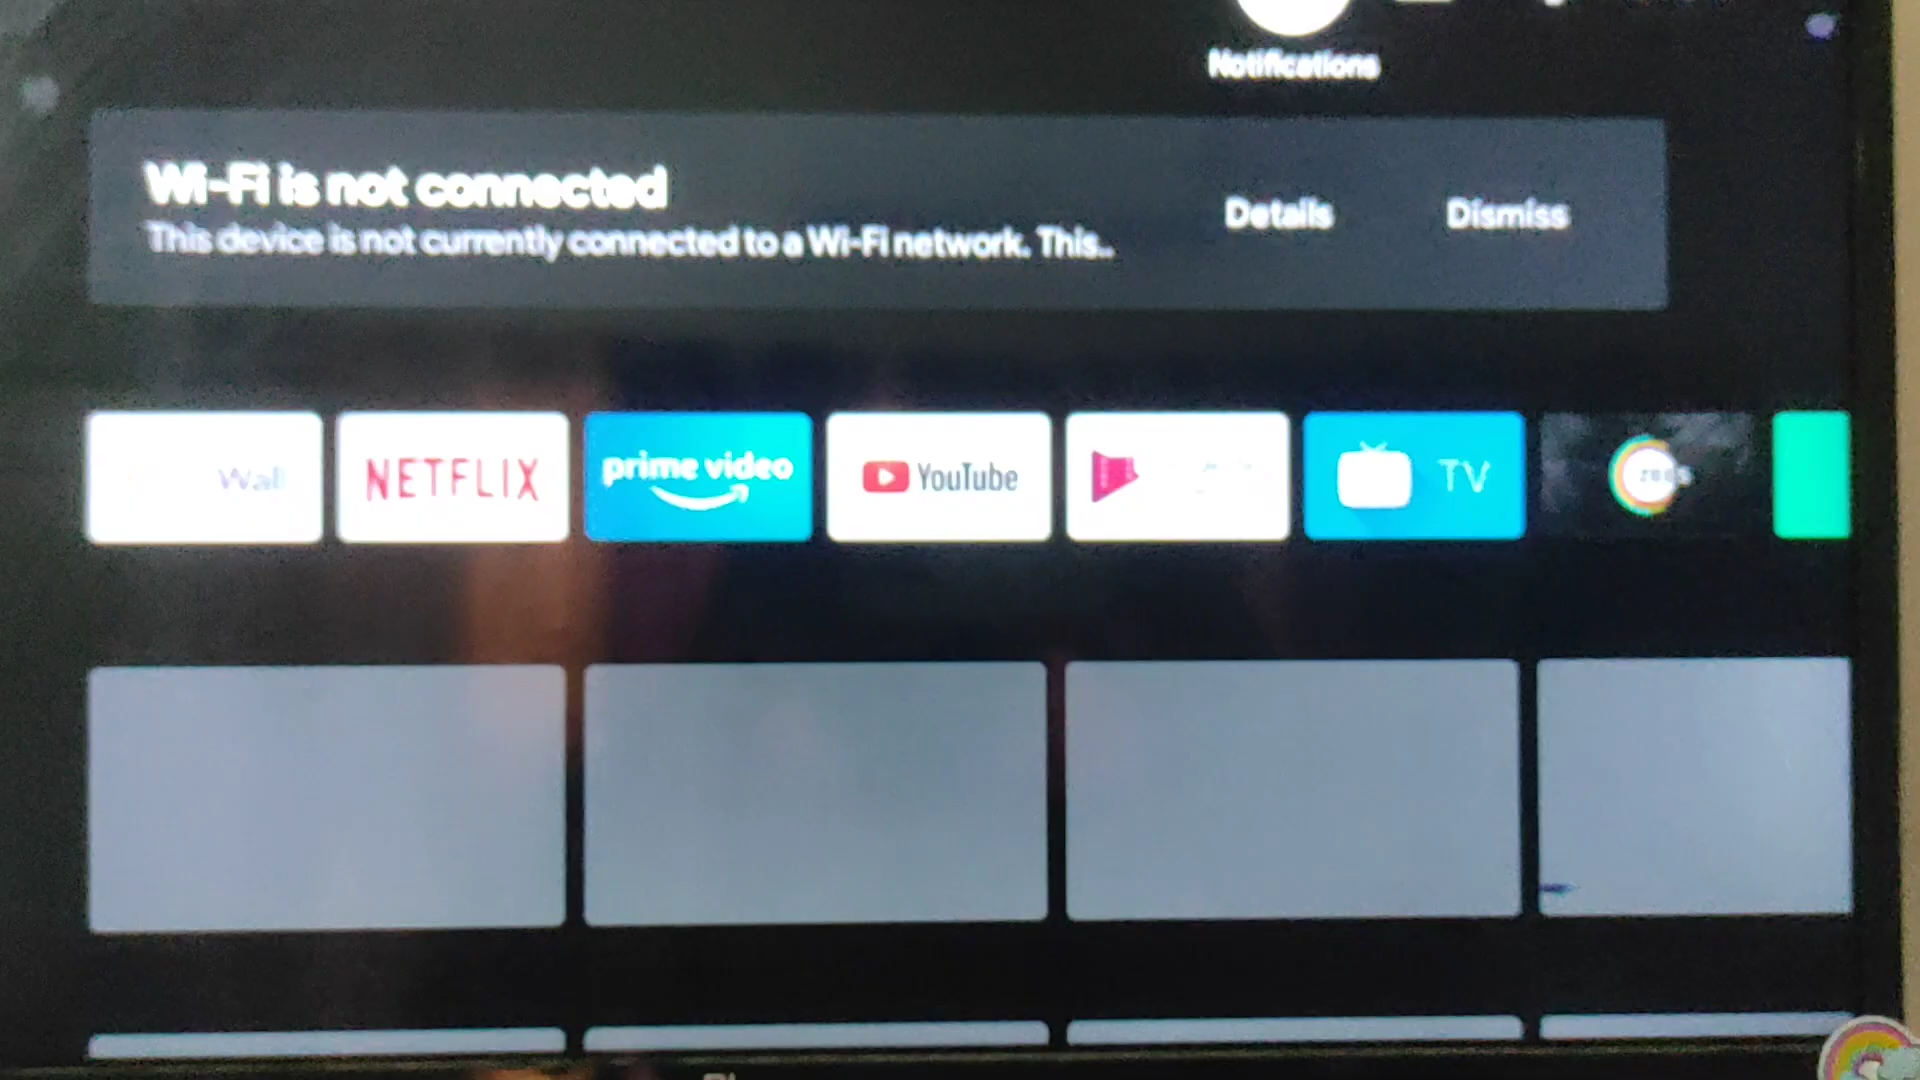 Notifications
Wi-Fi is not connected
This device is not currently connected to a Wi-Fi network. This..
Details
Dismiss
Wall
NETFLIX
prime video
YouTube
TV